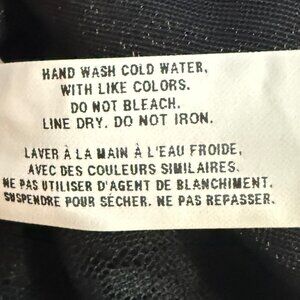 HAND WASH COLD WATER,
WITH LIKE COLORS.
DO NOT BLEACH.
LINE DRY. DO NOT IRON.
LAVER À LA MAIN À L'EAU FROIDE,
AVEC DES COULEURS SIMILAIRES.
NE PAS UTILISER D'AGENT DE BLANCHIMENT.
SUSPENDRE POUR SÉCHER. NE PAS REPASSER.